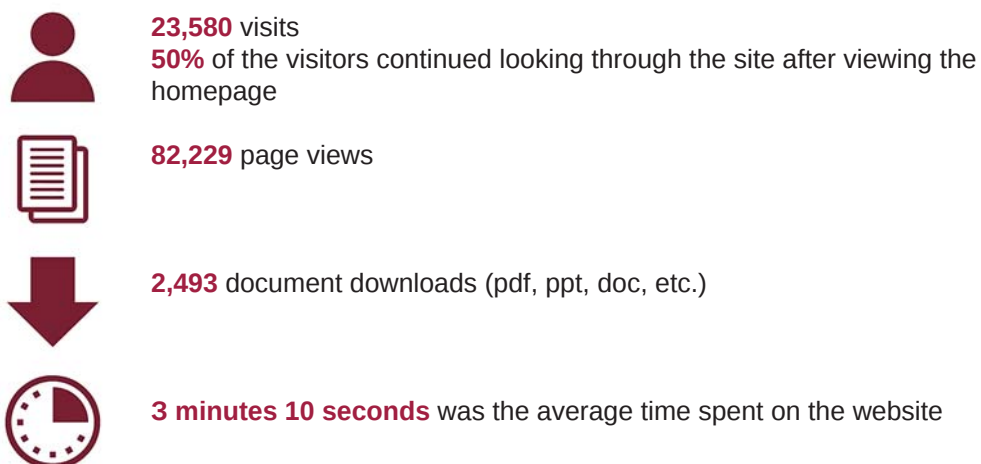 23,580 visits
50% of the visitors continued looking through the site after viewing the
homepage
82,229 page views
2,493 document downloads (pdf, ppt, doc, etc.)
3 minutes 10 seconds was the average time spent on the website